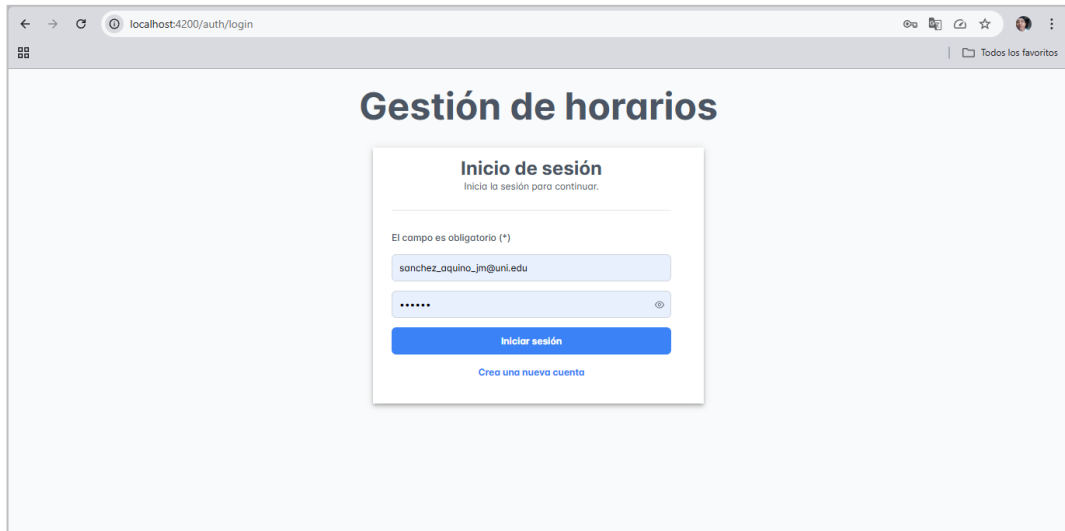 localhost:4200/auth/login
Todos los favoritos
Gestión de horarios
Inicio de sesión
Inicia la sesión para continuar.
El campo es obligatorio (*)
sanchez_aquino_jm@uni.edu
••••••
Iniciar sesión
Crea una nueva cuenta